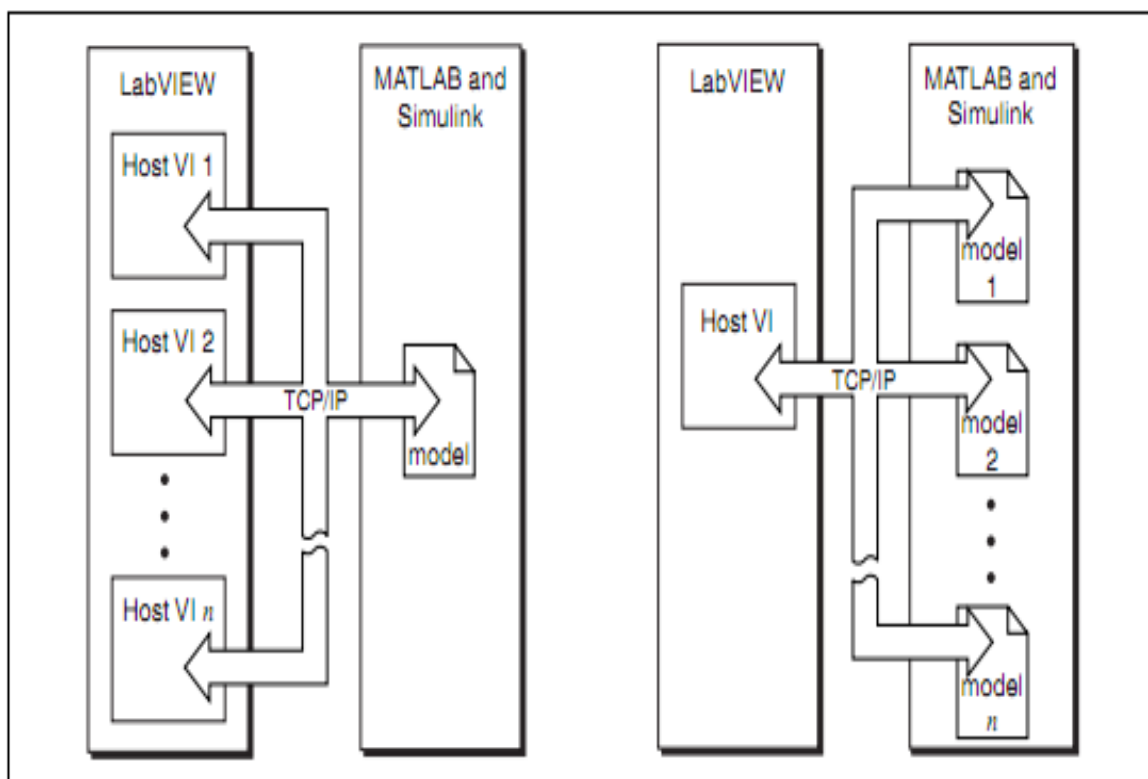 LabVIEW
Host VI 1
Host VI 2
Host VI n
TCP/IP
MATLAB and
Simulink
model
LabVIEW
Host VI
TCP/IP
MATLAB and
Simulink
model
1
model
2
model
n